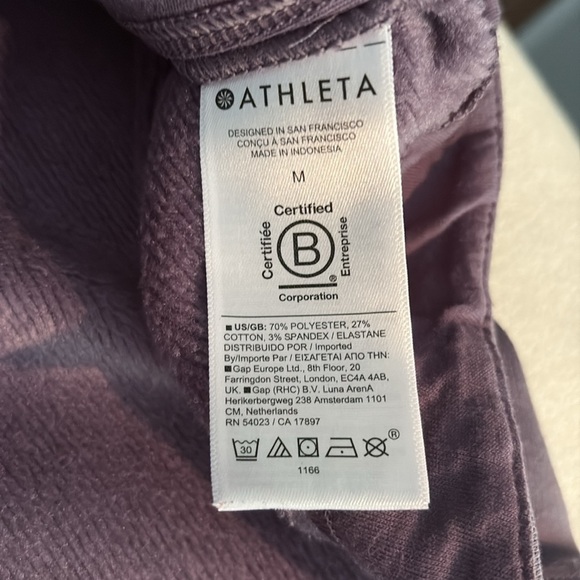 ATHLETA
DESIGNED IN SAN FRANCISCO
CONÇU À SAN FRANCISCO
MADE IN INDONESIA
M
Certified
Certifiée
B
Entreprise
®
Corporation
■ US/GB: 70% POLYESTER, 27%
COTTON, 3% SPANDEX / ELASTANE
DISTRIBUIDO POR / Imported
By/Importe Par / ΕΙΣΑΓΕΤΑΙ ΑΠΟ ΤΗΝ:
■ Gap Europe Ltd., 8th Floor, 20
Farringdon Street, London, EC4A 4AB,
UK. ■ Gap (RHC) B.V. Luna ArenA
Herikerbergweg 238 Amsterdam 1101
CM, Netherlands
RN 54023 / CA 17897
30 ®
1166